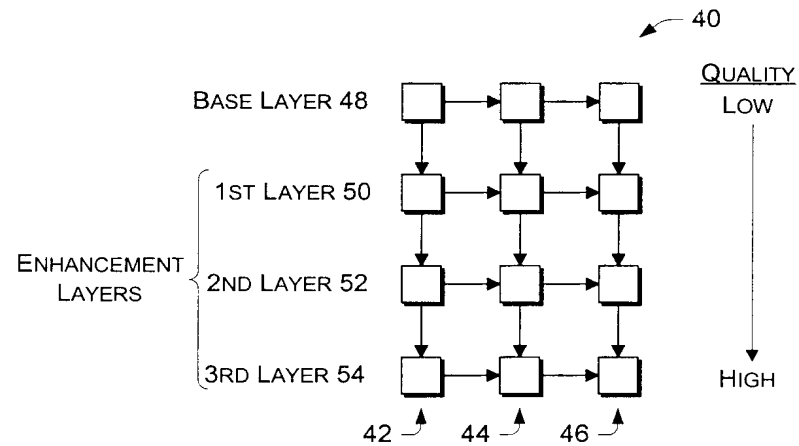 40
QUALITY
BASE LAYER 48
LOW
1ST LAYER 50
ENHANCEMENT
LAYERS
2ND LAYER 52
3RD LAYER 54
HIGH
42
44
46